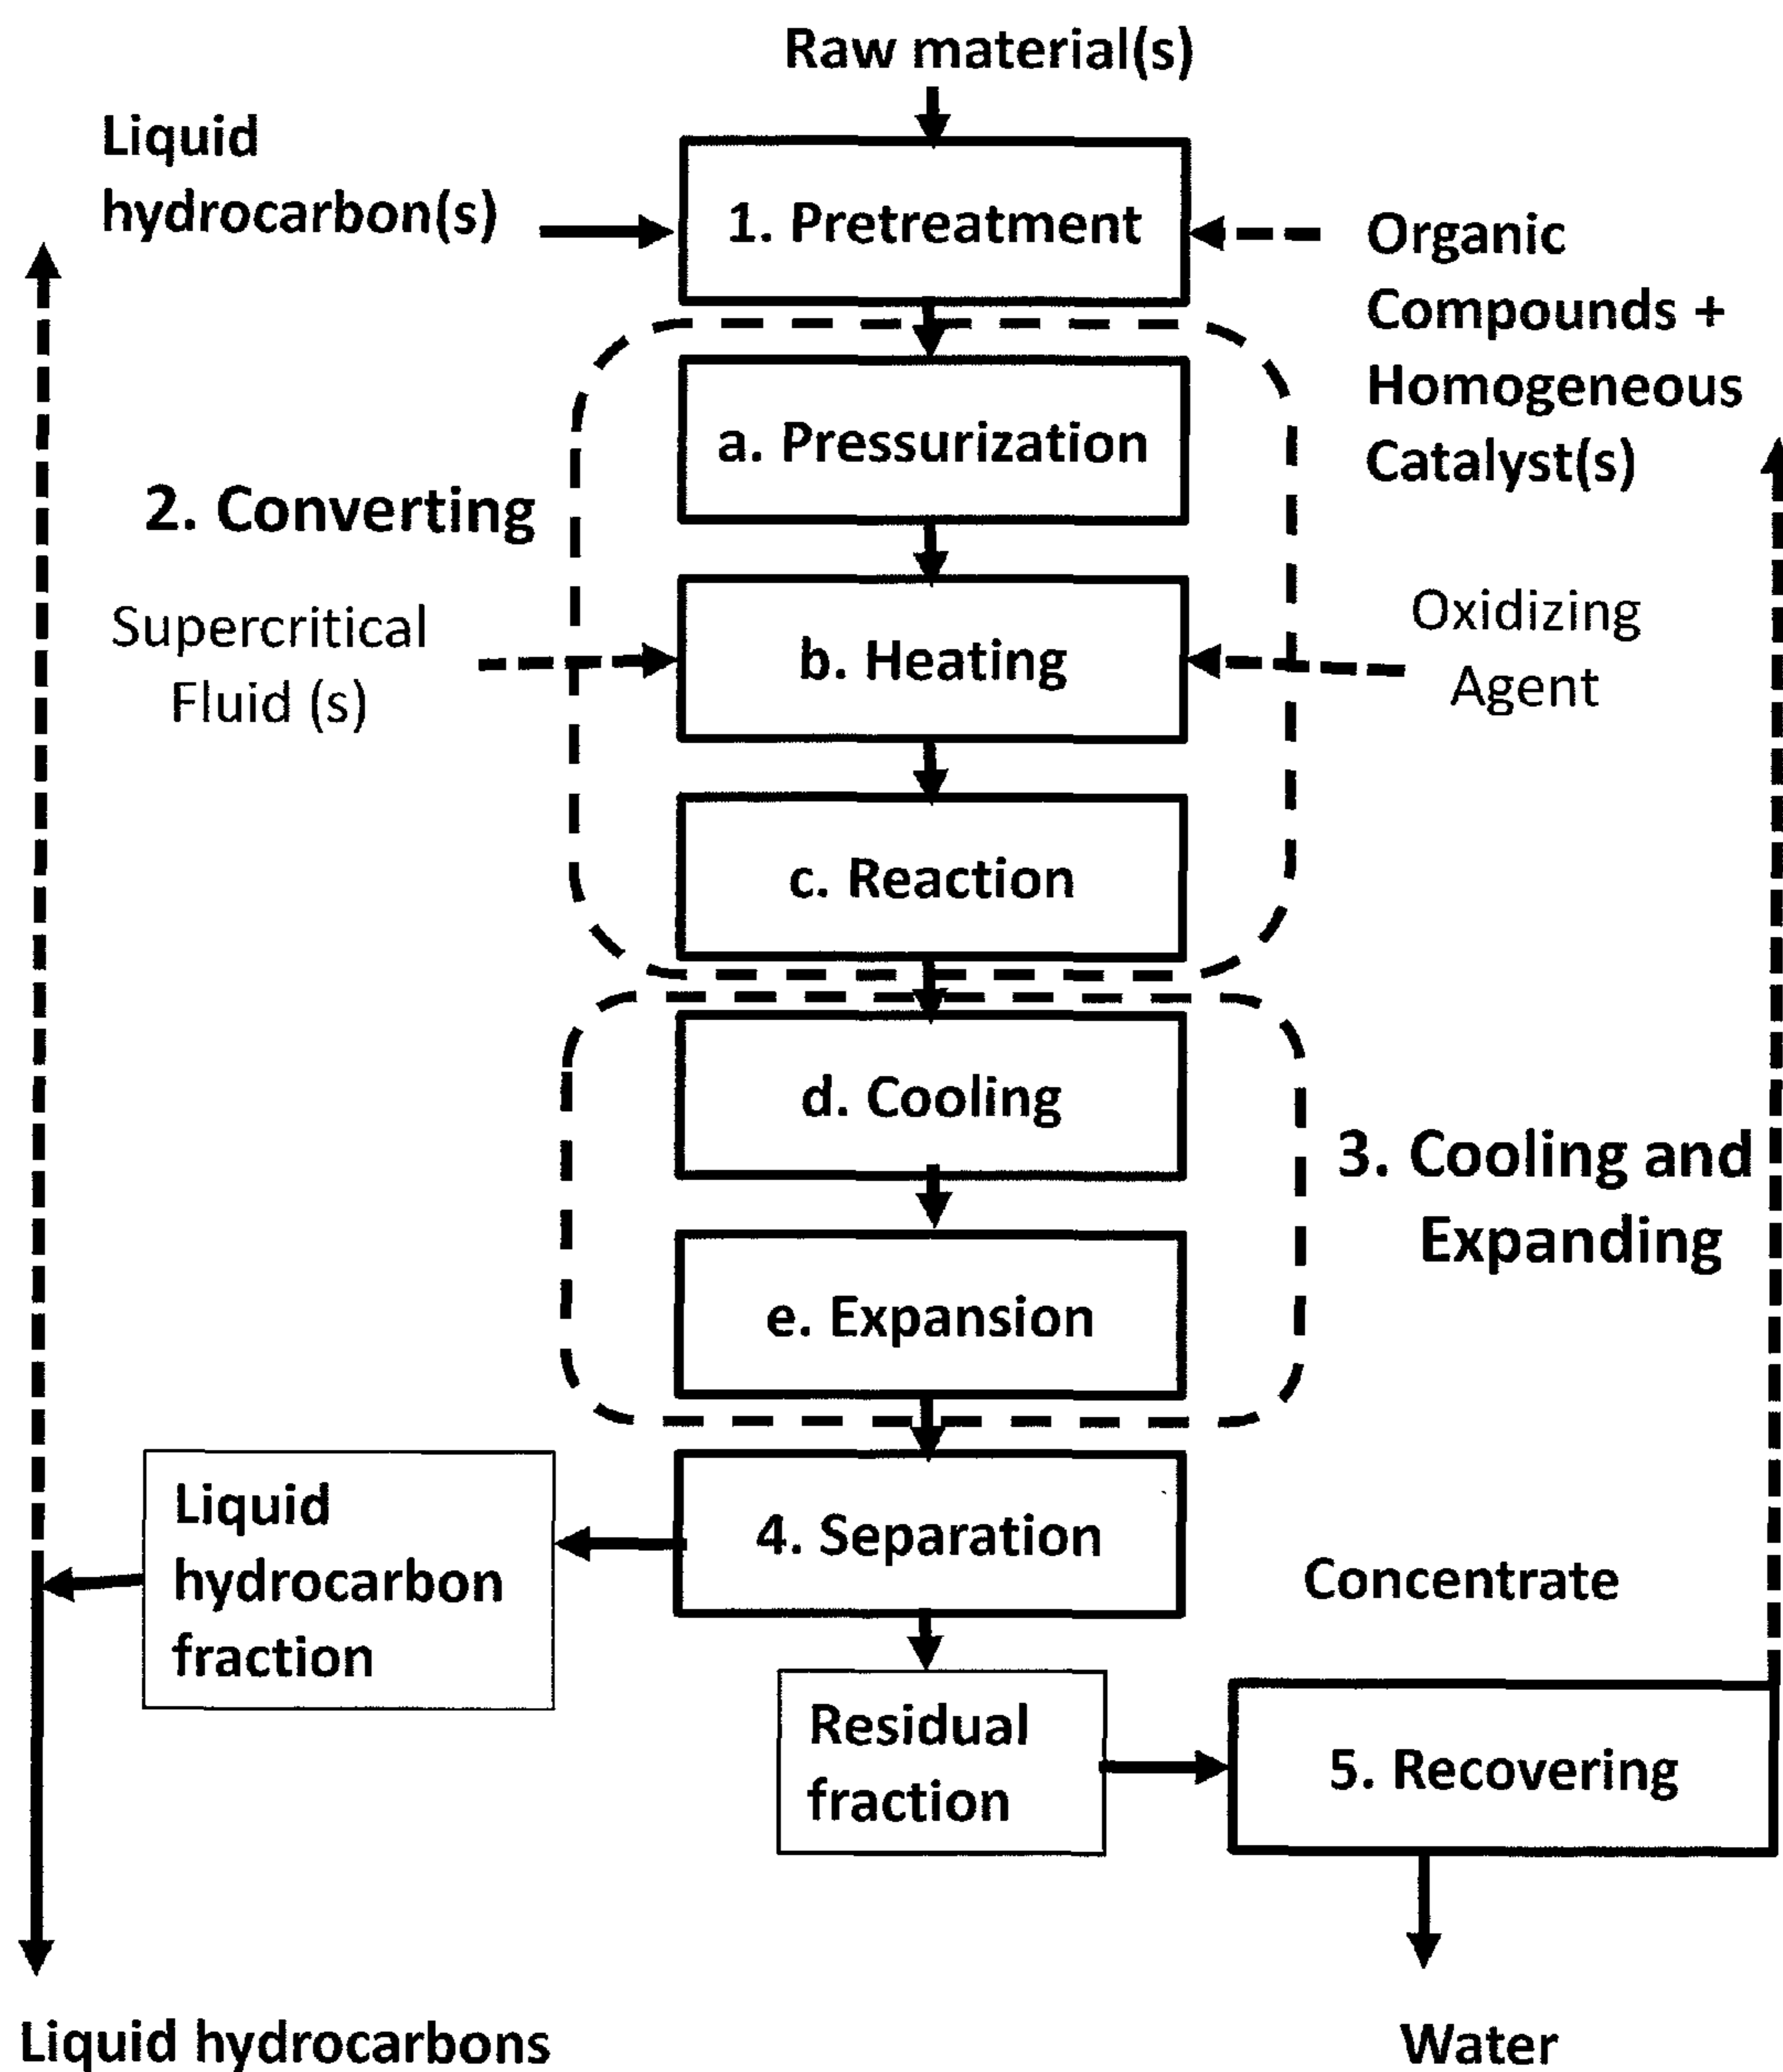 Raw material(s)
Liquid
hydrocarbon(s)
1. Pretreatment
Organic
Compounds +
Homogeneous
Catalyst(s)
a. Pressurization
2. Converting
Supercritical
Fluid (s)
b. Heating
Oxidizing
Agent
c. Reaction
d. Cooling
3. Cooling and
Expanding
e. Expansion
Liquid
hydrocarbon
fraction
4. Separation
Concentrate
Residual
fraction
5. Recovering
Liquid hydrocarbons
Water